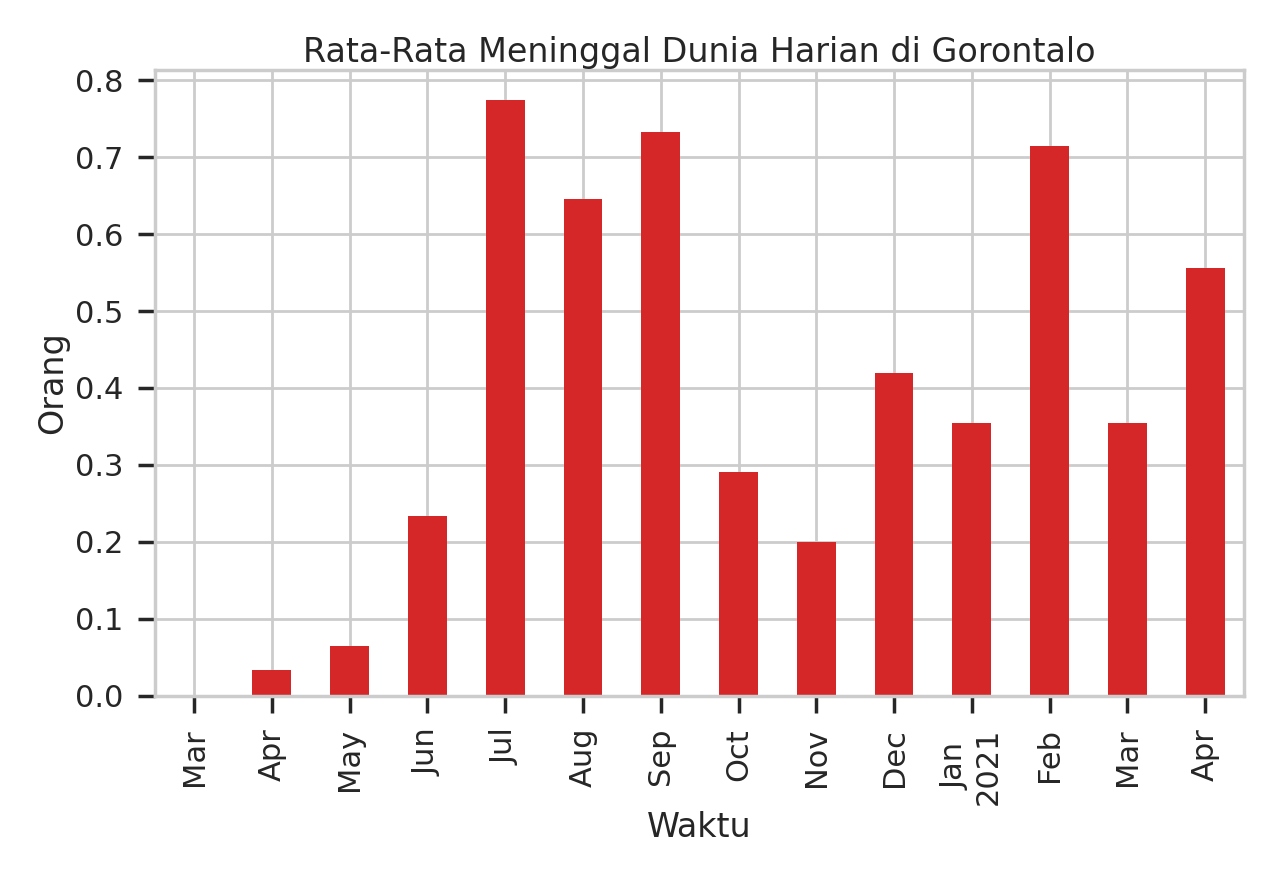 Rata-Rata Meninggal Dunia Harian di Gorontalo
0.8
0.7
0.6
0.5
0.4
0.3
0.2
0.1
0.0
Orang
Mar
Apr
May
Jun
Jul
Aug
Sep
Oct
Nov
Dec
Jan
2021
Feb
Mar
Apr
Waktu